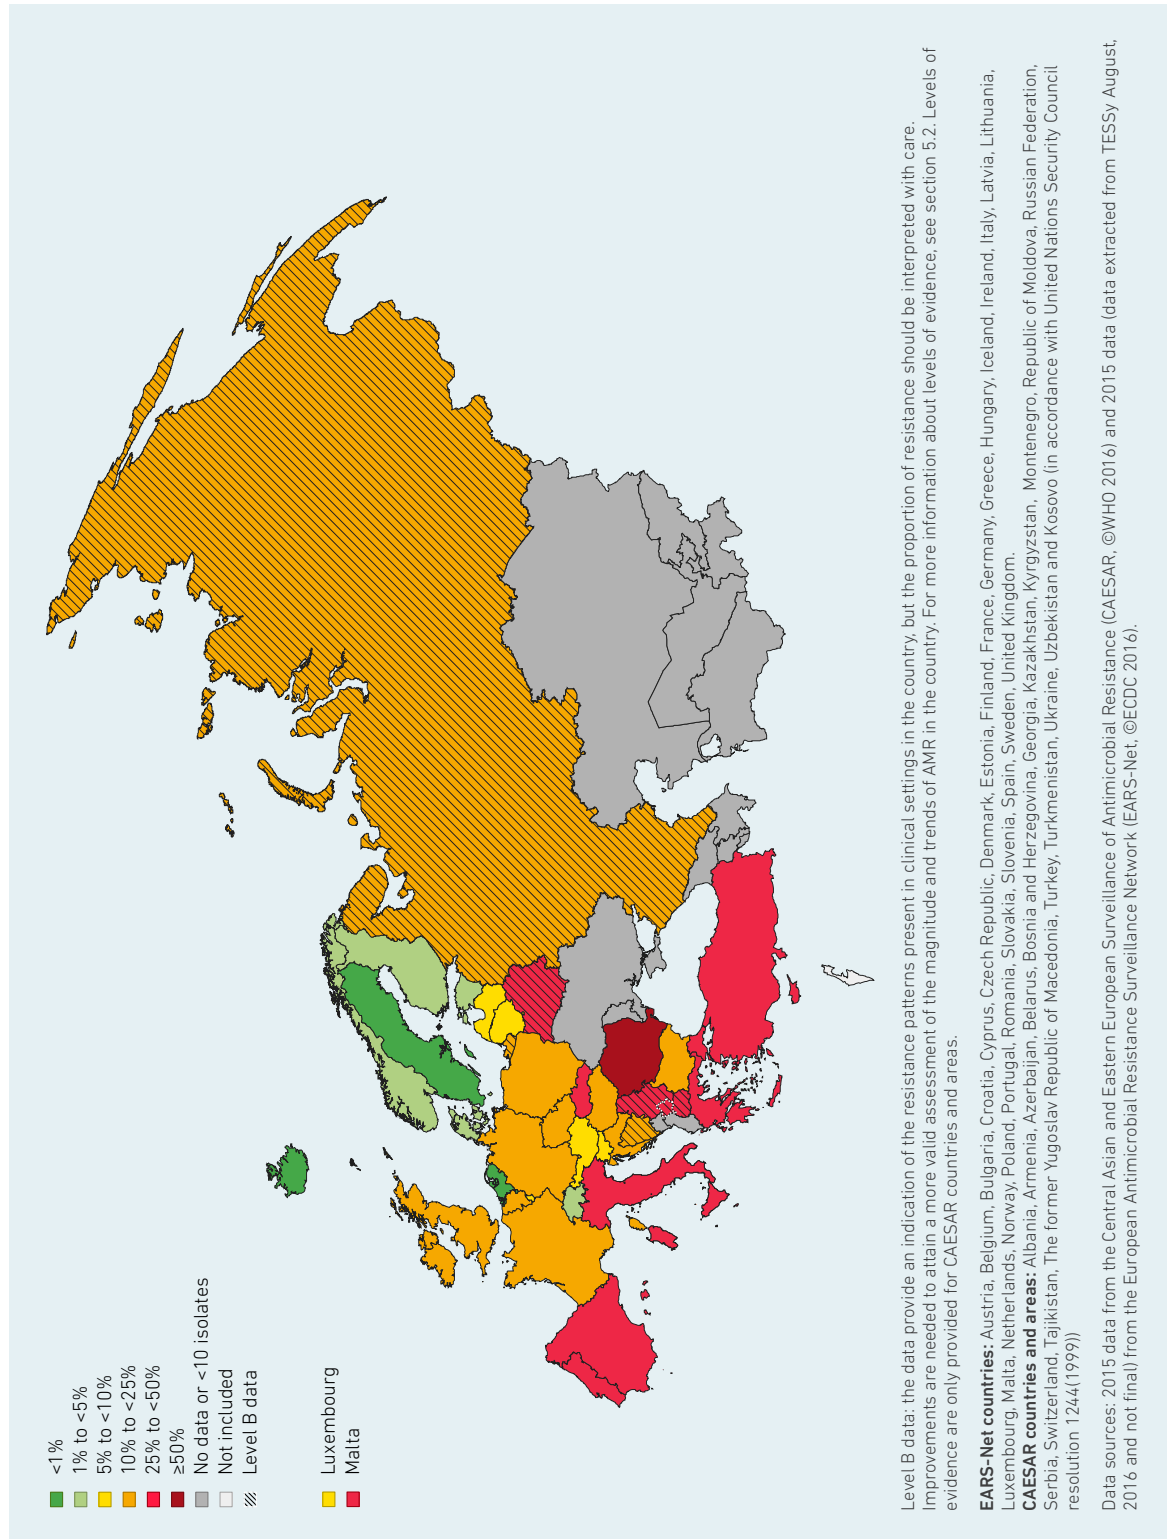 <1%
1% to <5%
5% to <10%
10% to <25%
25% to <50%
≥50%
No data or <10 isolates
Not included
Level B data
Luxembourg
Malta
Level B data: the data provide an indication of the resistance patterns present in clinical settings in the country, but the proportion of resistance should be interpreted with care.
Improvements are needed to attain a more valid assessment of the magnitude and trends of AMR in the country. For more information about levels of evidence, see section 5.2. Levels of
evidence are only provided for CAESAR countries and areas.
EARS-Net countries: Austria, Belgium, Bulgaria, Croatia, Cyprus, Czech Republic, Denmark, Estonia, Finland, France, Germany, Greece, Hungary, Iceland, Ireland, Italy, Latvia, Lithuania,
Luxembourg, Malta, Netherlands, Norway, Poland, Portugal, Romania, Slovakia, Slovenia, Spain, Sweden, United Kingdom.
CAESAR countries and areas: Albania, Armenia, Azerbaijan, Belarus, Bosnia and Herzegovina, Georgia, Kazakhstan, Kyrgyzstan, Montenegro, Republic of Moldova, Russian Federation,
Serbia, Switzerland, Tajikistan, The former Yugoslav Republic of Macedonia, Turkey, Turkmenistan, Ukraine, Uzbekistan and Kosovo (in accordance with United Nations Security Council
resolution 1244(1999))
Data sources: 2015 data from the Central Asian and Eastern European Surveillance of Antimicrobial Resistance (CAESAR, ©WHO 2016) and 2015 data (data extracted from TESSy August,
2016 and not final) from the European Antimicrobial Resistance Surveillance Network (EARS-Net, ©ECDC 2016).